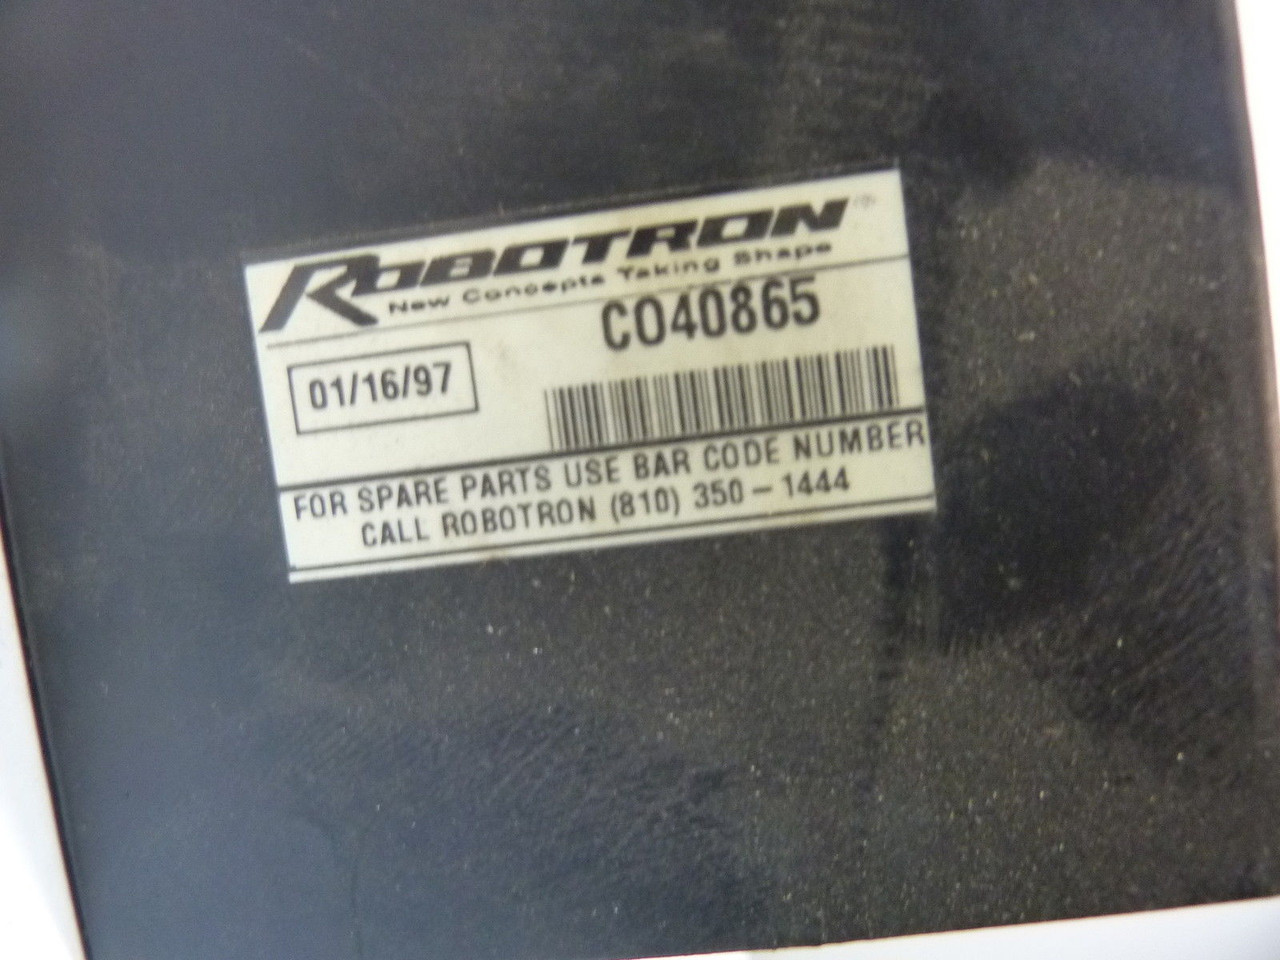 ROBOTRON®
New Concepts Taking Shape
CO40865
01/16/97
FOR SPARE PARTS USE BAR CODE NUMBER
CALL ROBOTRON (810) 350-1444